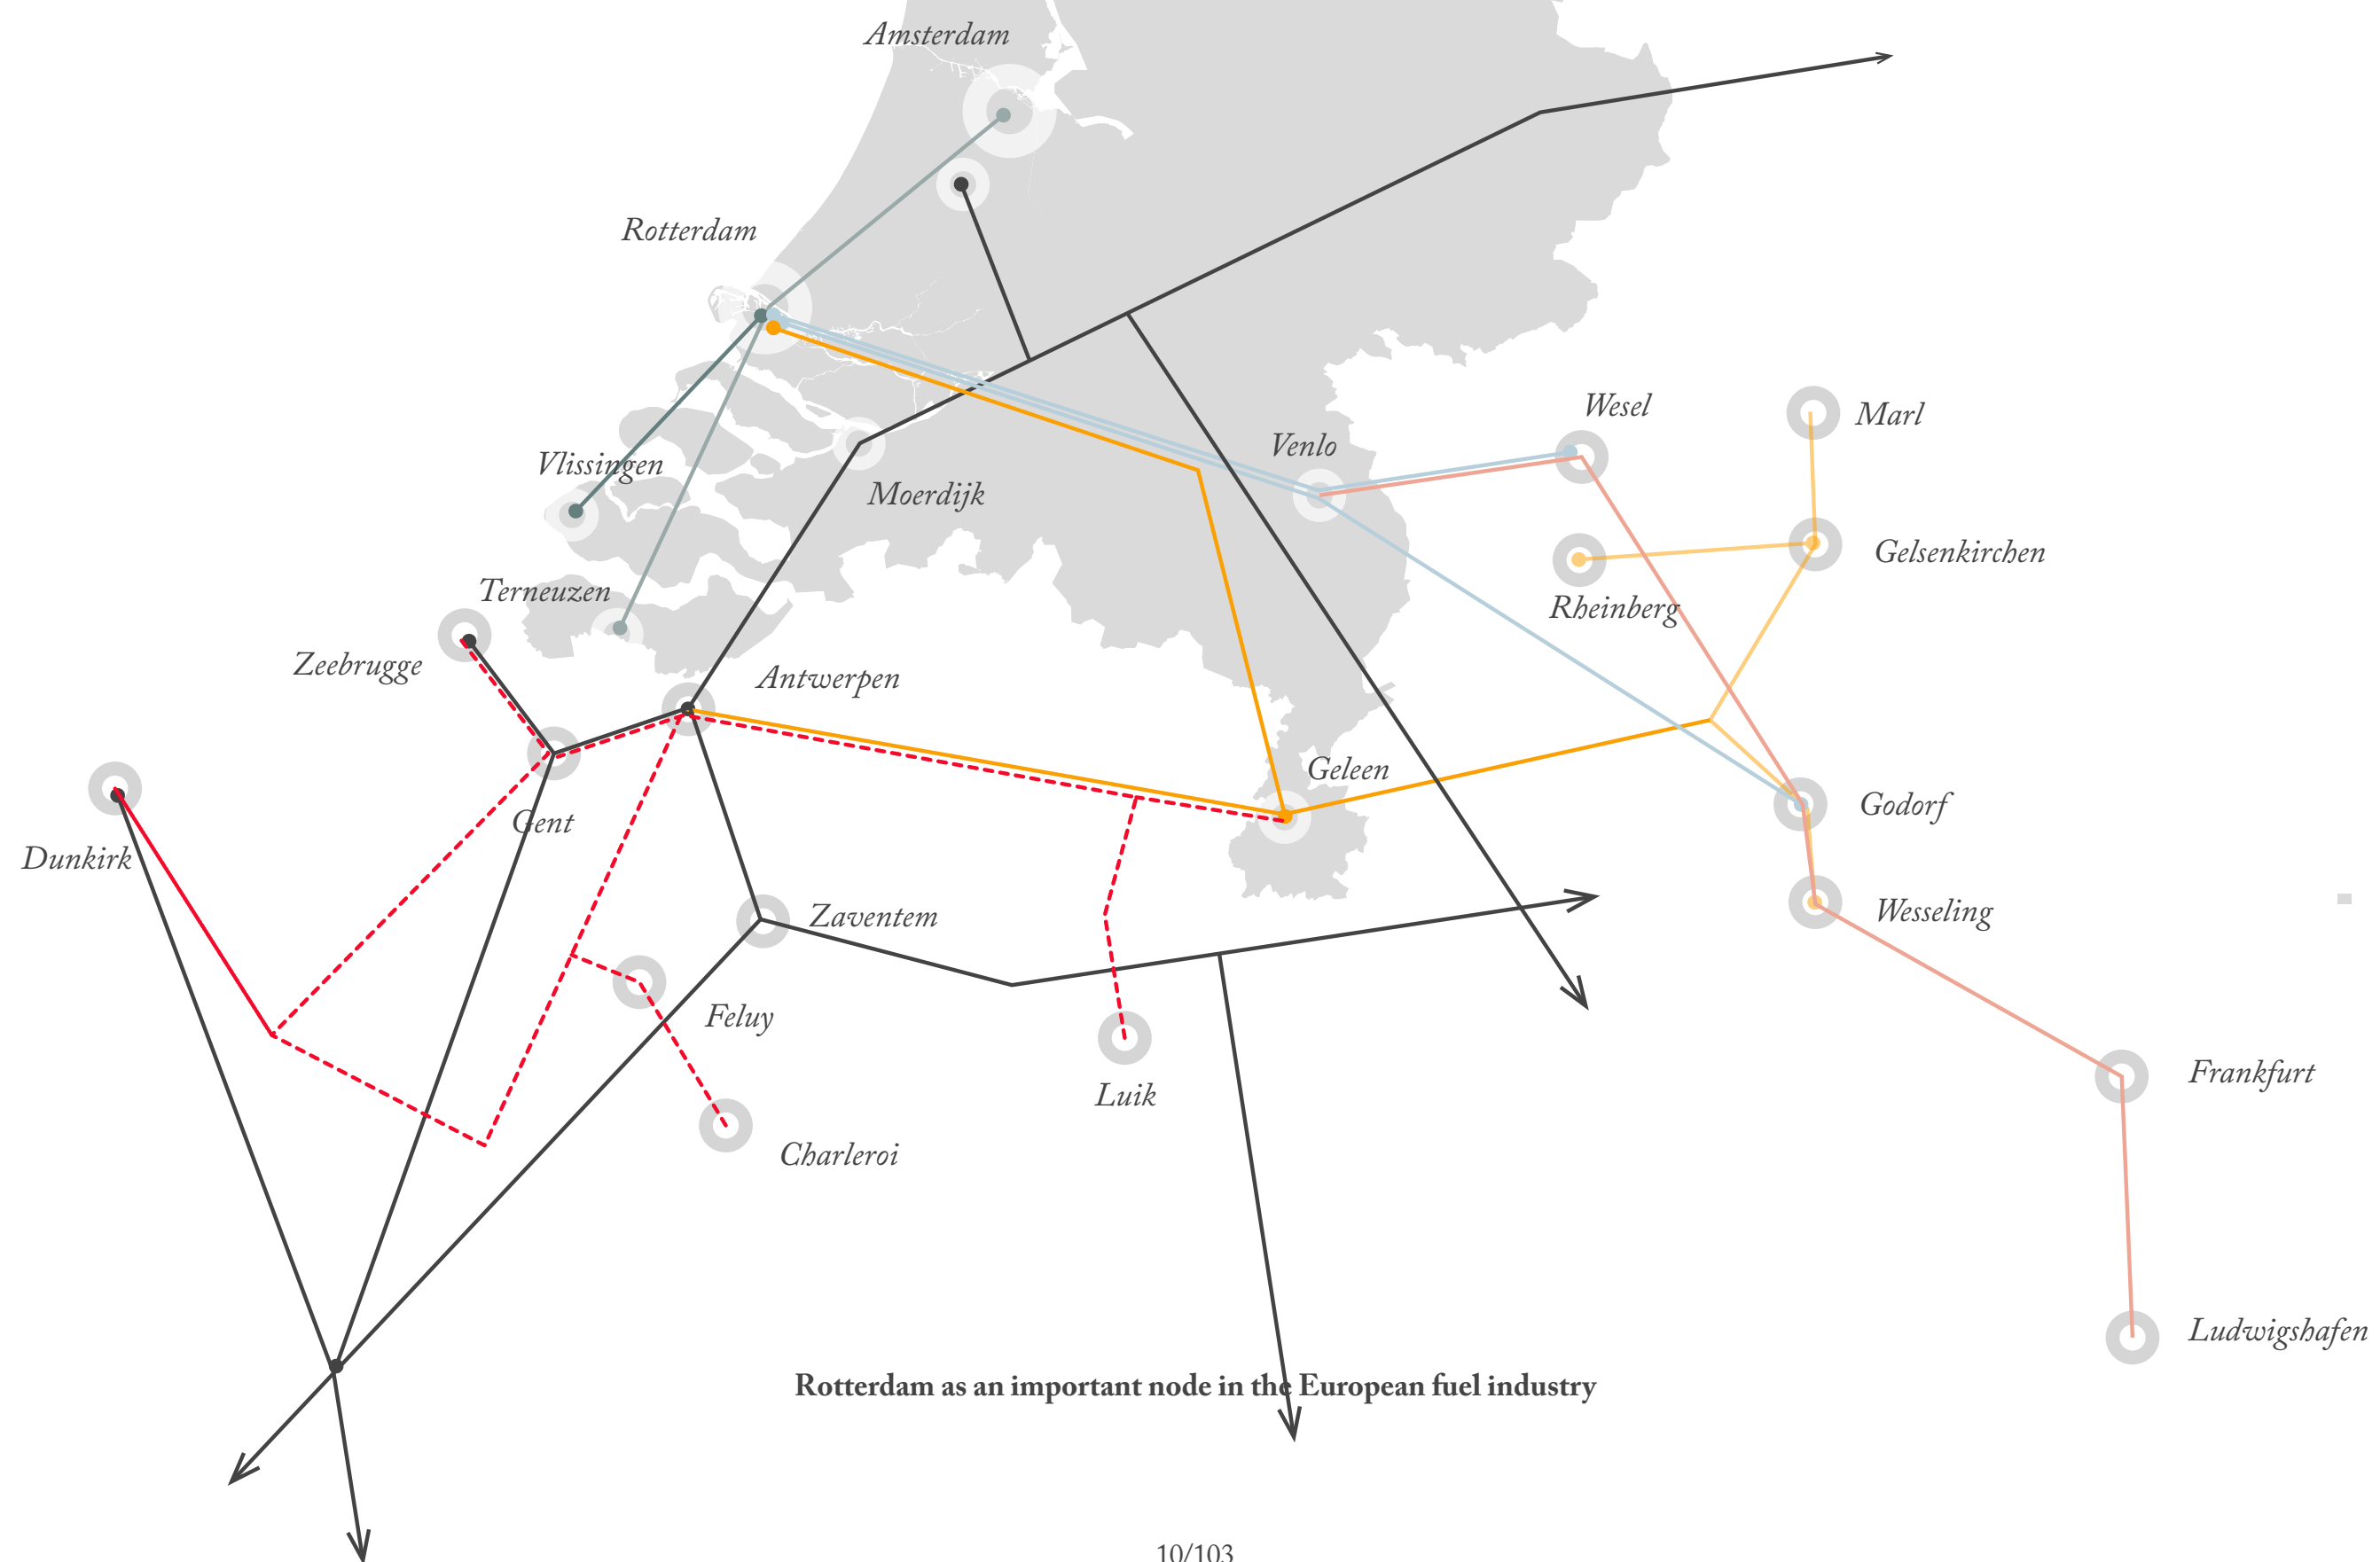 Amsterdam
Rotterdam
Wesel
Marl
Venlo
Vlissingen
Moerdijk
Gelsenkirchen
Terneuzen
Rheinberg
Zeebrugge
Antwerpen
Geleen
Godorf
Gent
Dunkirk
Zaventem
Wesseling
Feluy
Frankfurt
Luik
Charleroi
Ludwigshafen
Rotterdam as an important node in the European fuel industry
10/103